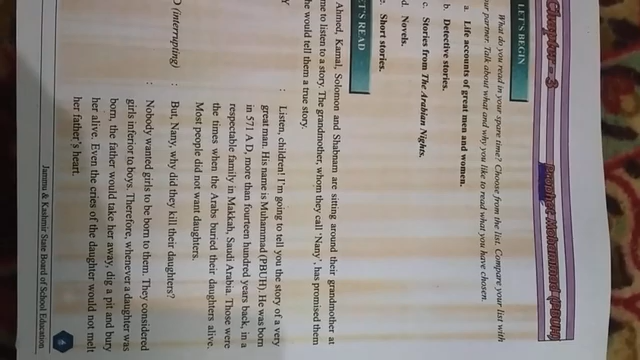 Chapter - 3
Prophet Mohammad (PBUH)
LET'S BEGIN
What do you read in your spare time? Choose from the list. Compare your list with
ur partner. Talk about what and why you like to read what you have chosen.
a. Life accounts of great men and women.
b. Detective stories.
c. Stories from The Arabian Nights.
d. Novels.
e. Short stories.
ET'S READ
Ahmed, Kamal, Solomon and Shabnam are sitting around their grandmother at
me to listen to a story. The grandmother, whom they call 'Nany', has promised them
he would tell them a true story.
Y : Listen, children! I'm going to tell you the story of a very
great man. His name is Muhammad (PBUH). He was born
in 571 A D, more than fourteen hundred years back, in a
respectable family in Makkah, Saudi Arabia. Those were
the times when the Arabs buried their daughters alive.
Most people did not want daughters.
D (interrupting) : But, Nany, why did they kill their daughters?
: Nobody wanted girls to be born to them. They considered
girls inferior to boys. Therefore, whenever a daughter was
born, the father would take her away, dig a pit and bury
her alive. Even the cries of the daughter would not melt
her father's heart.
Jammu & Kashmir State Board of School Education